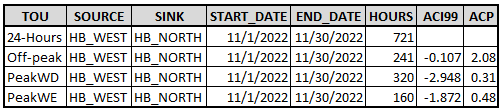 TOU SOURCE SINK START_DATE END_DATE HOURS ACI99 ACP
24-Hours HB_WEST HB_NORTH 11/1/2022 11/30/2022 721
Off-peak HB_WEST HB_NORTH 11/1/2022 11/30/2022 241 -0.107 2.08
PeakWD HB_WEST HB_NORTH 11/1/2022 11/30/2022 320 -2.948 0.31
PeakWE HB_WEST HB_NORTH 11/1/2022 11/30/2022 160 -1.872 0.48